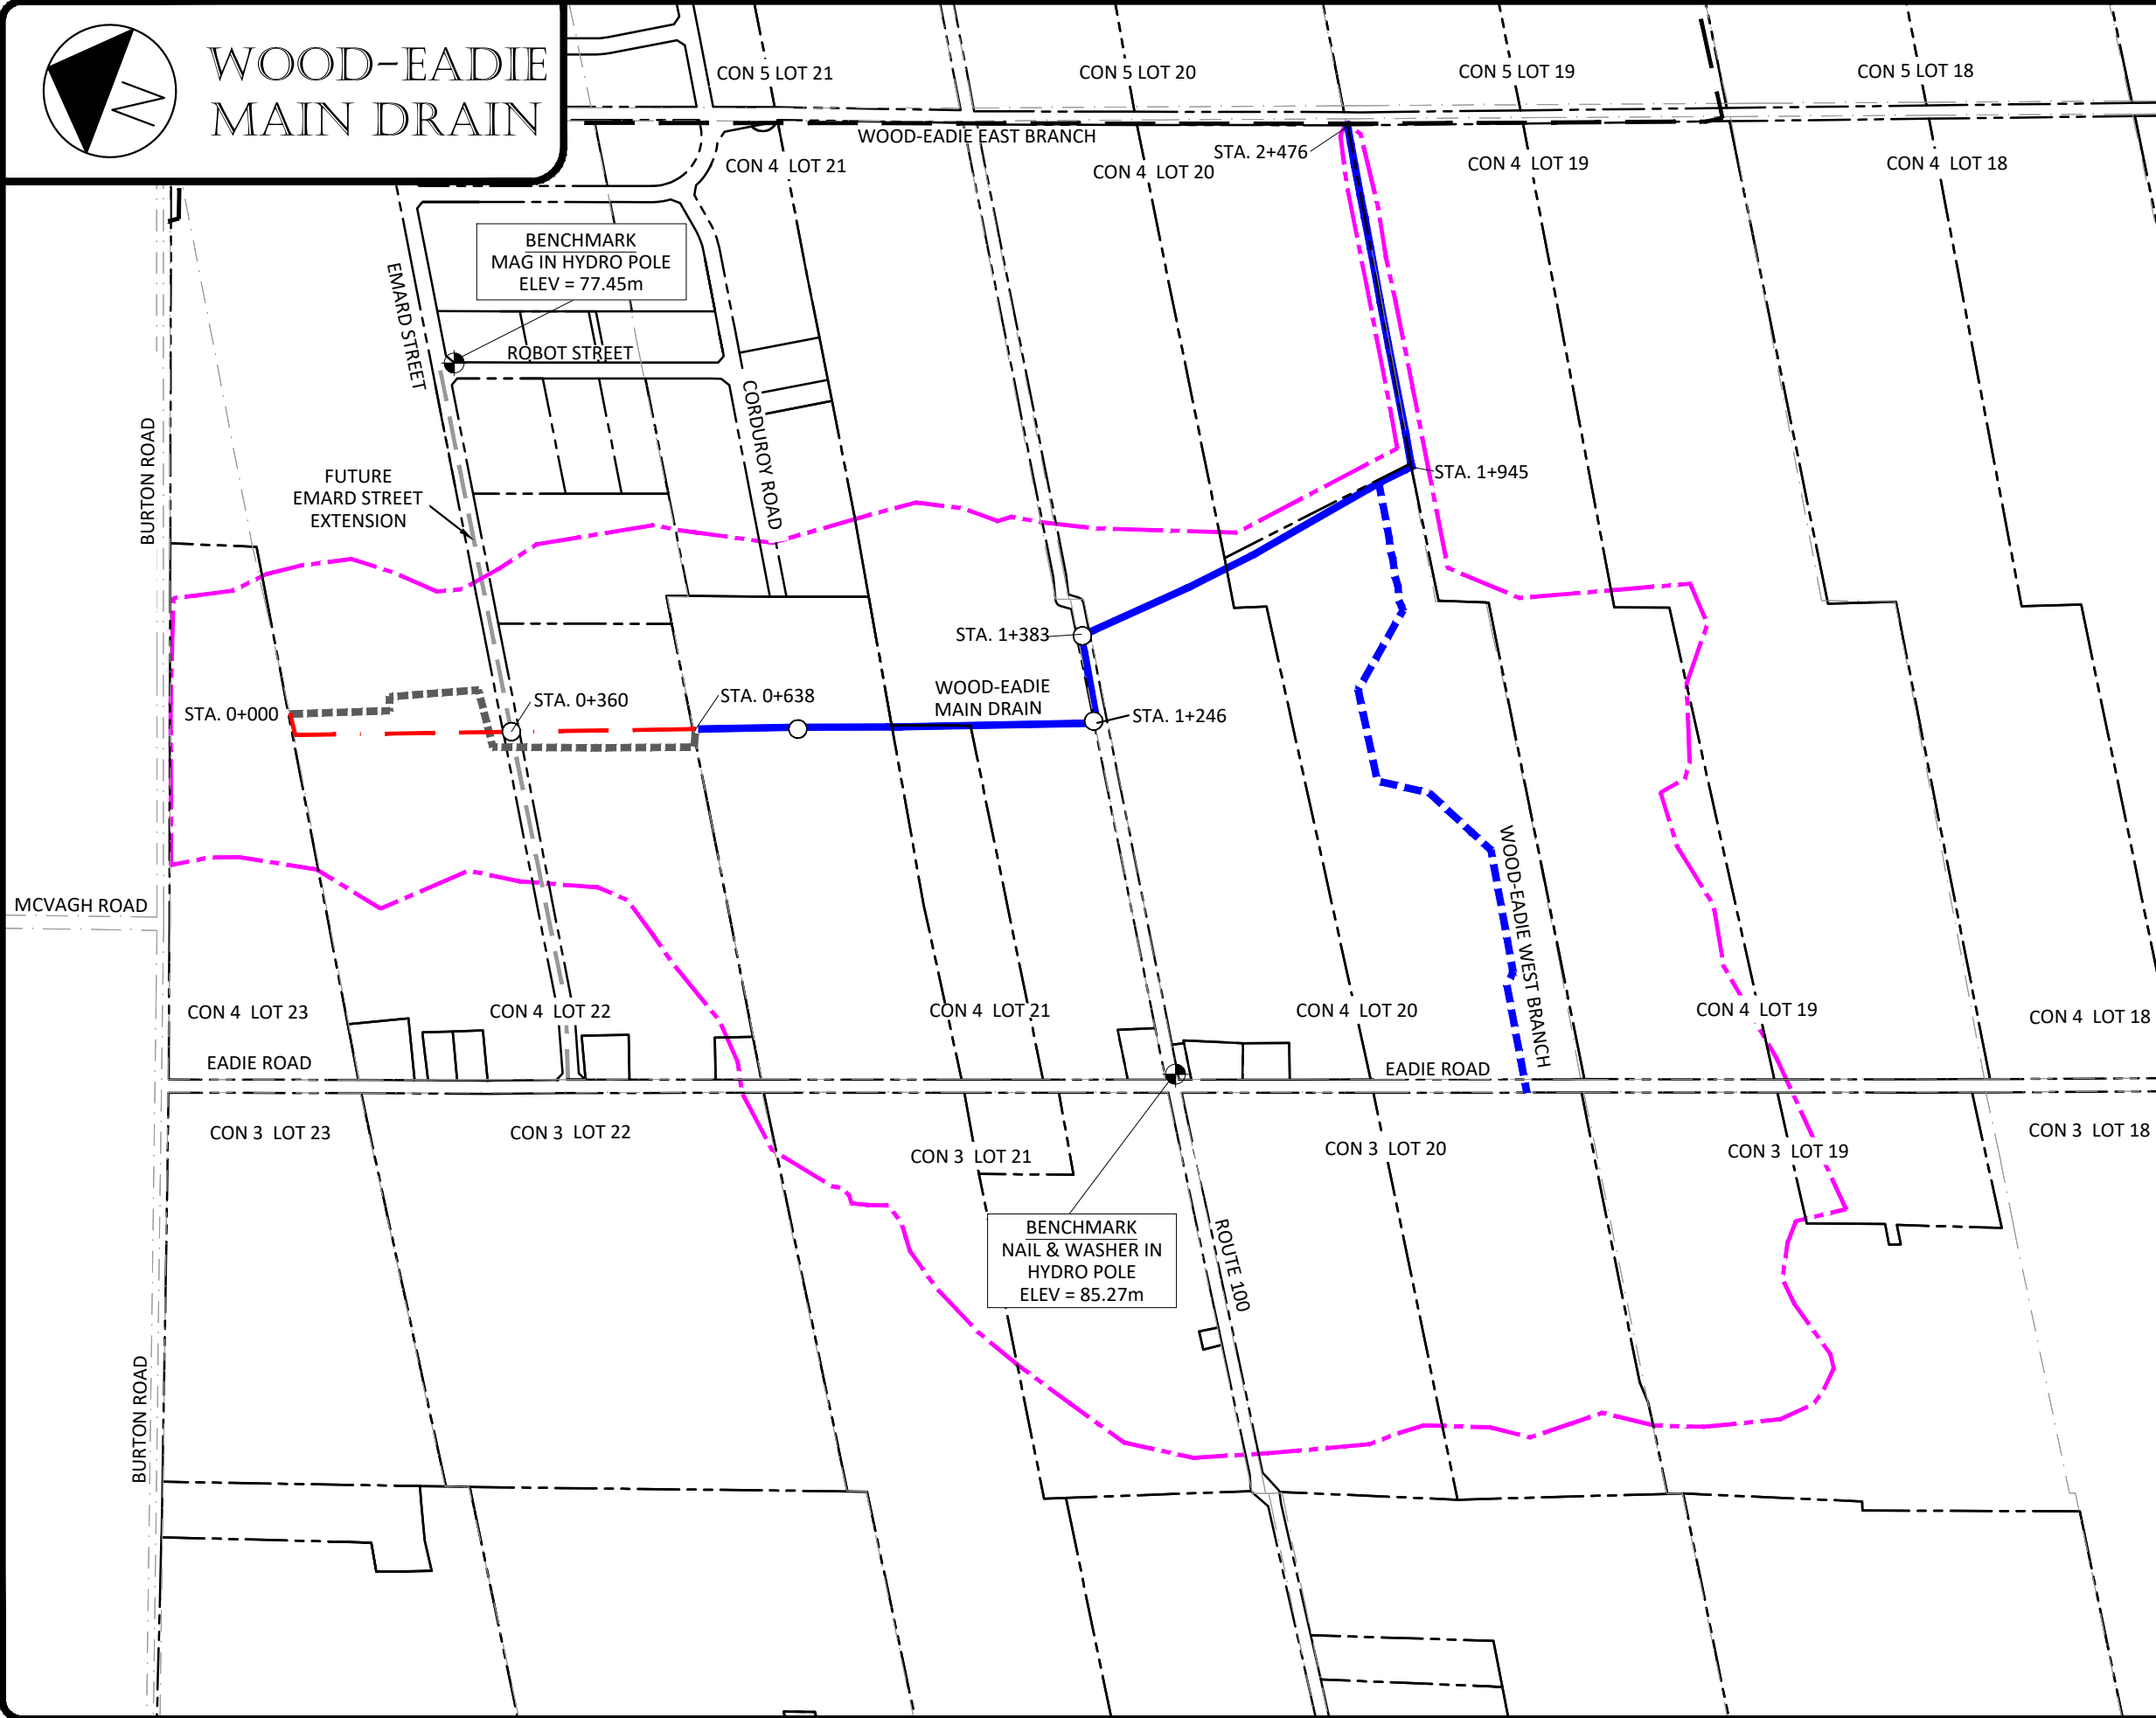 WOOD-EADIE
MAIN DRAIN
CON 5 LOT 21
CON 5 LOT 20
CON 5 LOT 19
CON 5 LOT 18
WOOD-EADIE EAST BRANCH
STA. 2+476
CON 4 LOT 21
CON 4 LOT 20
CON 4 LOT 19
CON 4 LOT 18
BENCHMARK
MAG IN HYDRO POLE
ELEV = 77.45m
EMARD STREET
ROBOT STREET
CORDUROY ROAD
BURTON ROAD
FUTURE
EMARD STREET
EXTENSION
STA. 1+945
STA. 1+383
STA. 0+000
STA. 0+360
STA. 0+638
WOOD-EADIE
MAIN DRAIN
STA. 1+246
WOOD-EADIE WEST BRANCH
MCVAGH ROAD
CON 4 LOT 23
CON 4 LOT 22
CON 4 LOT 21
CON 4 LOT 20
CON 4 LOT 19
CON 4 LOT 18
EADIE ROAD
EADIE ROAD
CON 3 LOT 23
CON 3 LOT 22
CON 3 LOT 21
CON 3 LOT 20
CON 3 LOT 19
CON 3 LOT 18
BENCHMARK
NAIL & WASHER IN
HYDRO POLE
ELEV = 85.27m
ROUTE 100
BURTON ROAD